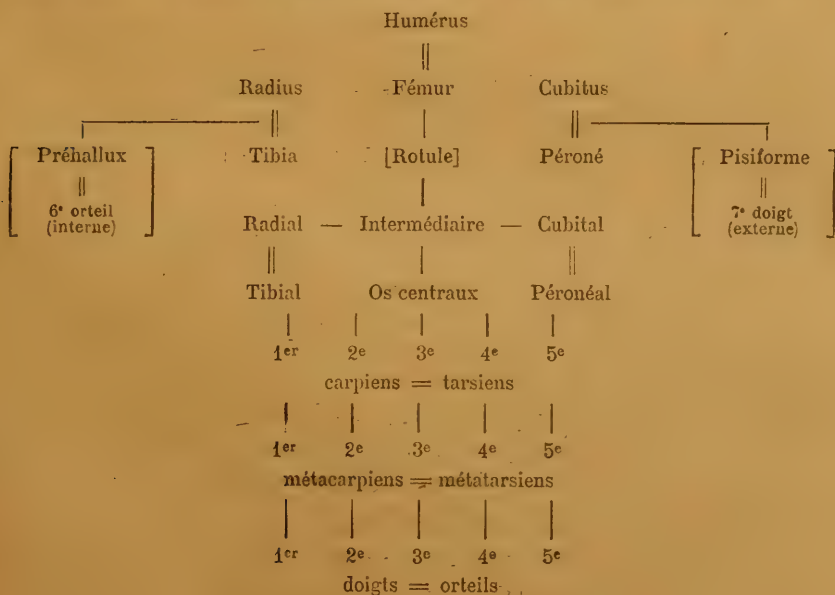 Humérus
||
Radius Fémur Cubitus
|| | ||
[ Préhallux Tibia [Rotule] Péroné [ Pisiforme
|| | ||
6e orteil 7e doigt
(interne) ] (externe) ]
Radial — Intermédiaire — Cubital
|| | ||
Tibial Os centraux Péronéal
1er 2e 3e 4e 5e
carpiens = tarsiens
1er 2e 3e 4e 5e
métacarpiens = métatarsiens
1er 2e 3e 4e 5e
doigts = orteils